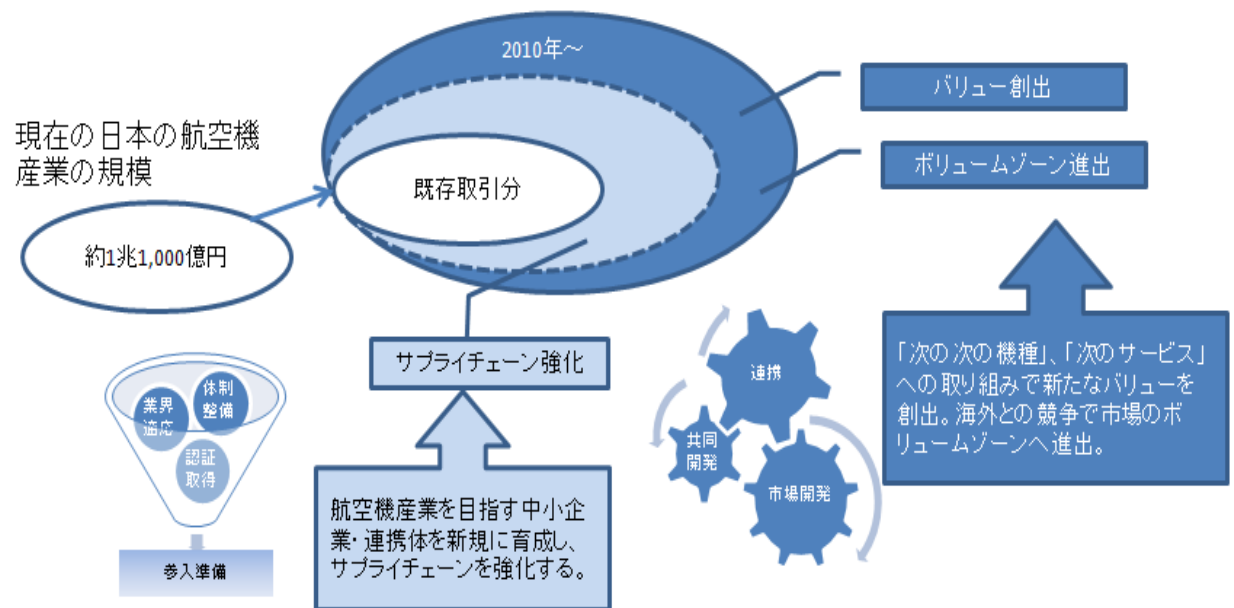 2010年～
バリュー創出
ボリュームゾーン進出
現在の日本の航空機
産業の規模
既存取引分
約1兆1,000億円
サプライチェーン強化
「次の次の機種」、「次のサービス」
への取り組みで新たなバリューを
創出。海外との競争で市場のボ
リュームゾーンへ進出。
連携
共同
開発
市場開発
業界
適応
体制
整備
認証
取得
参入準備
航空機産業を目指す中小企
業・連携体を新規に育成し、
サプライチェーンを強化する。